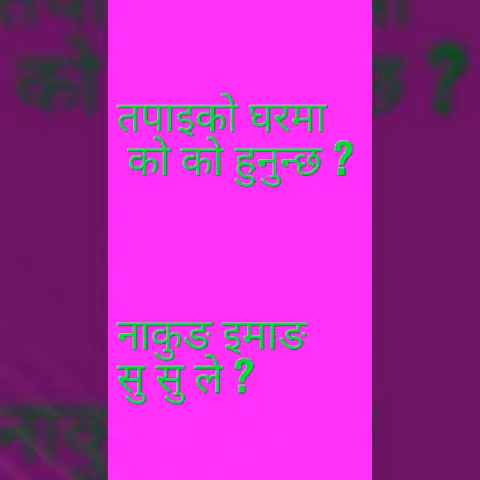 तपाइको घरमा
को को हुनुन्छ ?
नाकुङ इमाङ
सु सु ले ?